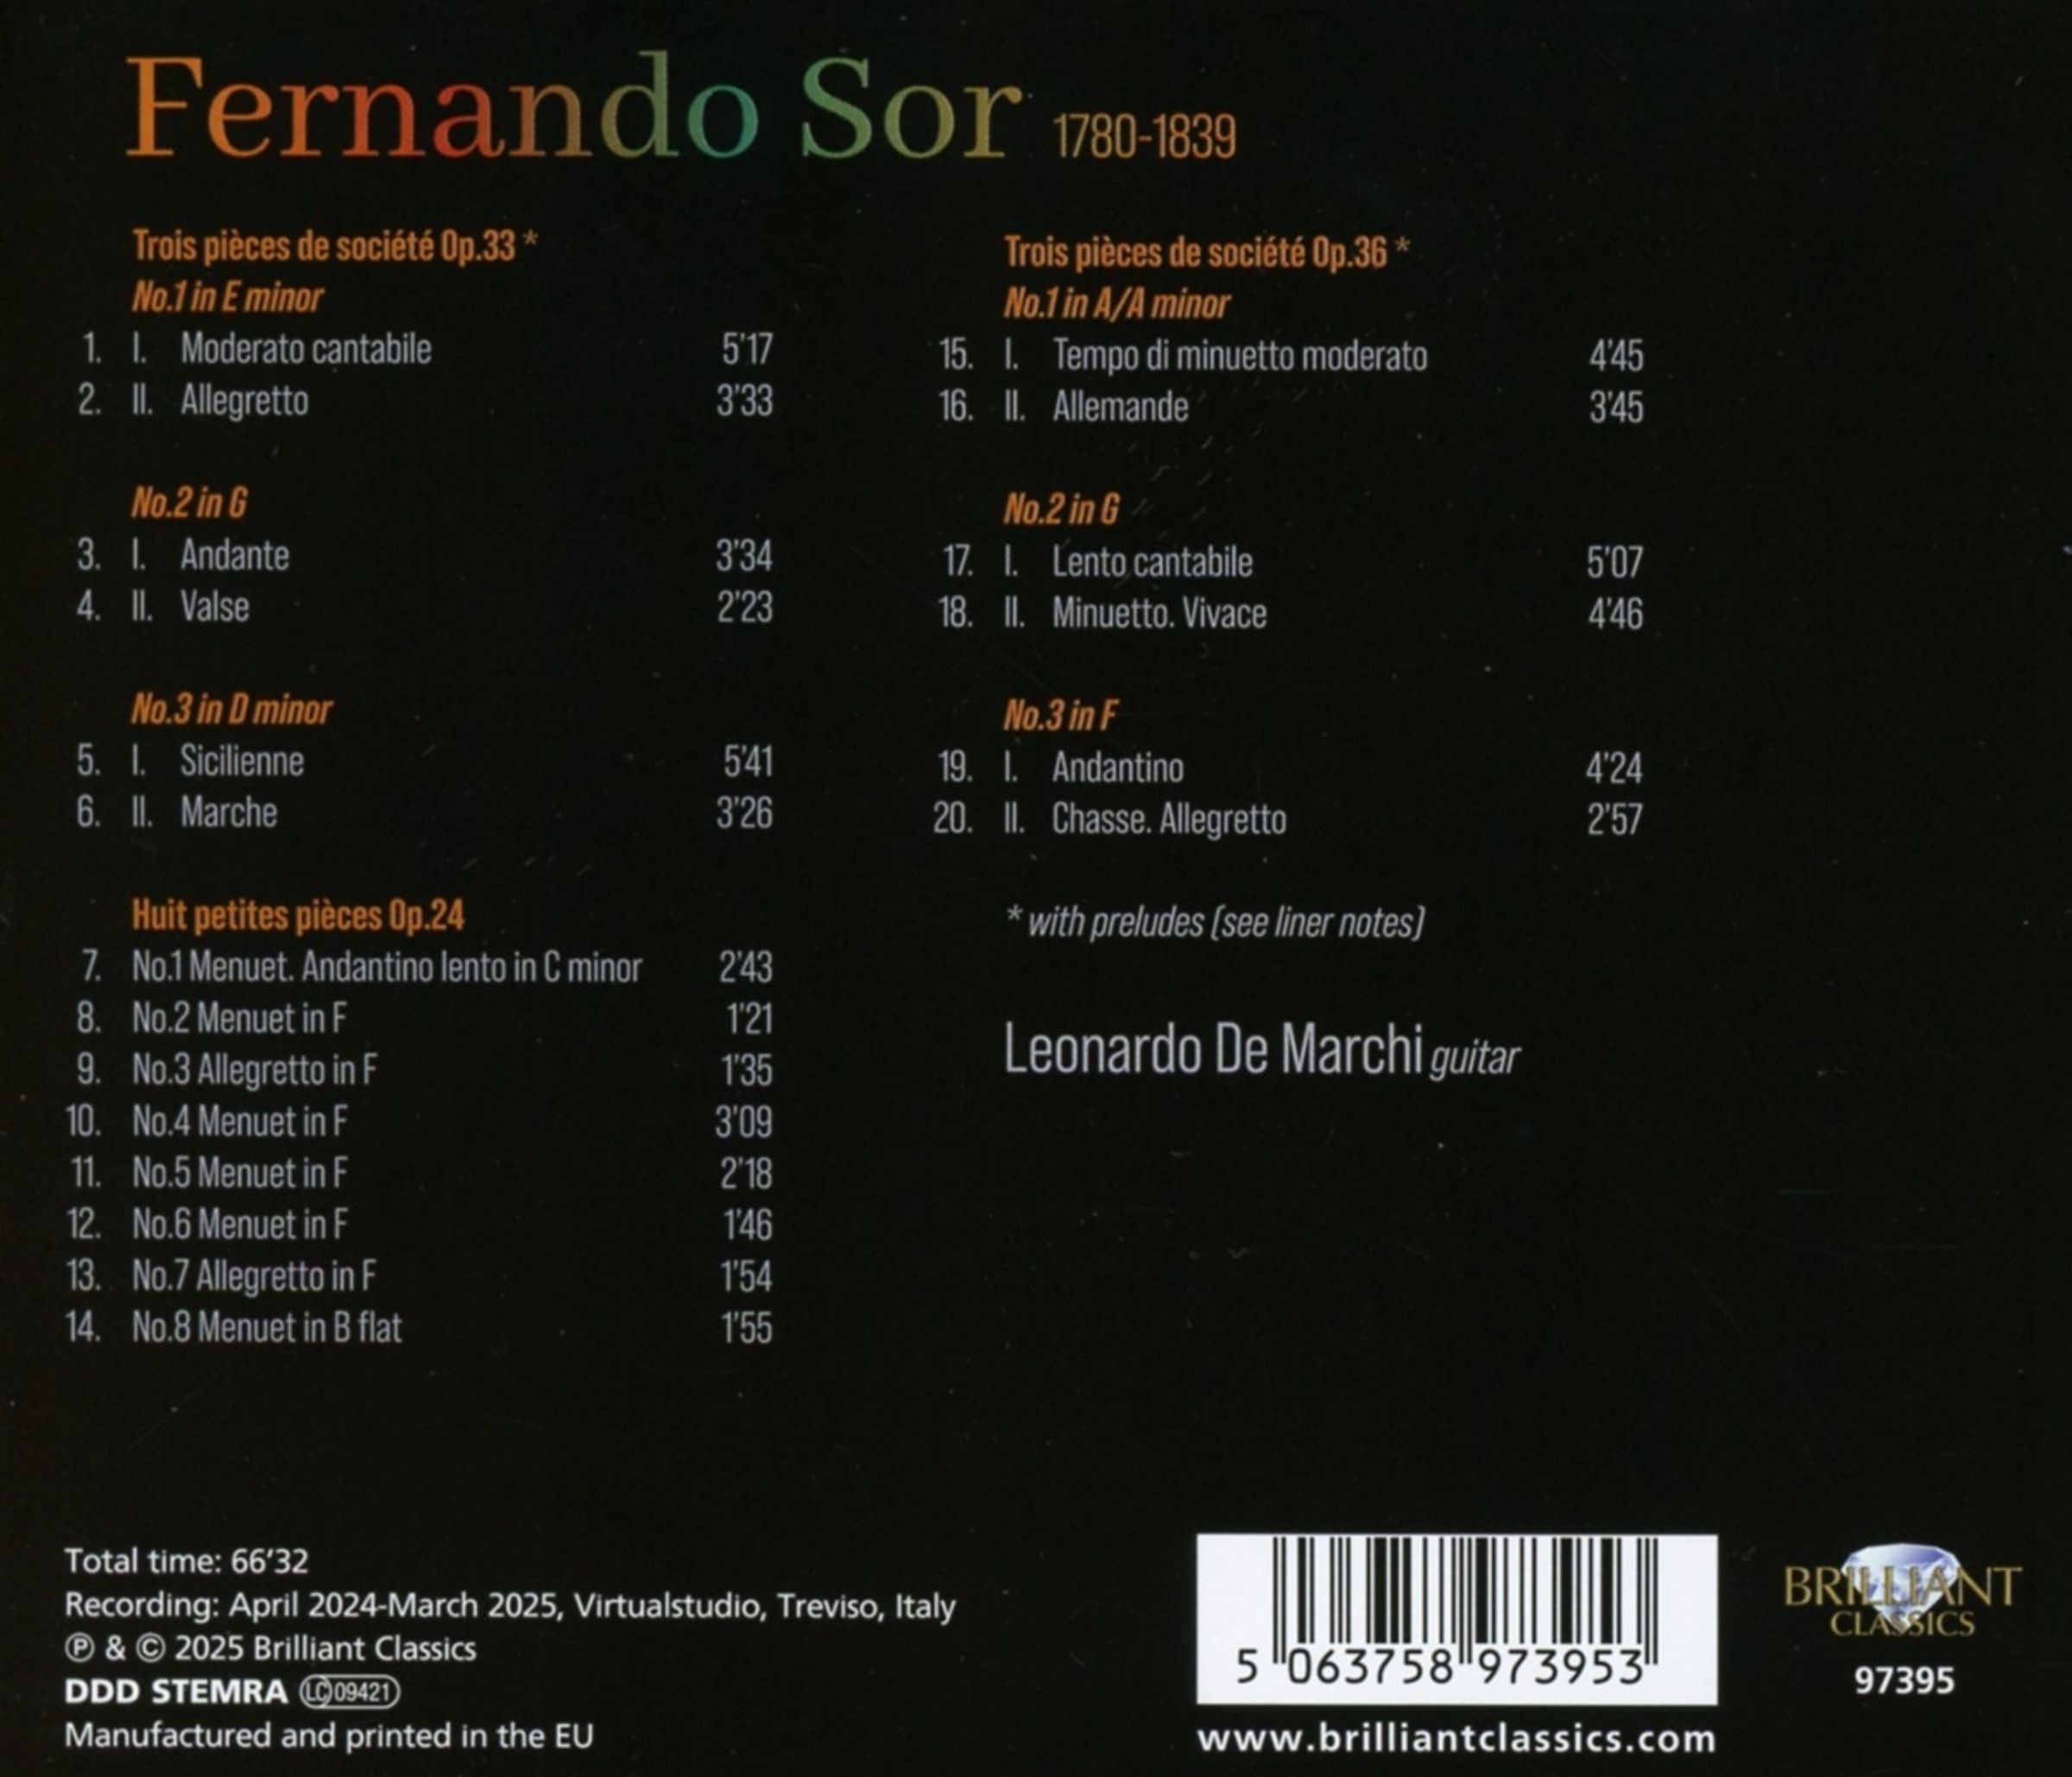 Fernando Sor 1780-1839
Trois pièces de société Op.33 *
No.1 in E minor
1. I. Moderato cantabile 5'17
2. II. Allegretto 3'33
No.2 in G
3. I. Andante 3'34
4. II. Valse 2'23
No.3 in D minor
5. I. Sicilienne 5'41
6. II. Marche 3'26
Huit petites pièces Op.24
7. No.1 Menuet. Andantino lento in C minor 2'43
8. No.2 Menuet in F 1'21
9. No.3 Allegretto in F 1'35
10. No.4 Menuet in F 3'09
11. No.5 Menuet in F 2'18
12. No.6 Menuet in F 1'46
13. No.7 Allegretto in F 1'54
14. No.8 Menuet in B flat 1'55
Trois pièces de société Op.36 *
No.1 in A/A minor
15. I. Tempo di minuetto moderato 4'45
16. II. Allemande 3'45
No.2 in G
17. I. Lento cantabile 5'07
18. II. Minuetto. Vivace 4'46
No.3 in F
19. I. Andantino 4'24
20. II. Chasse. Allegretto 2'57
* with preludes (see liner notes)
Leonardo De Marchi guitar
Total time: 66'32
Recording: April 2024-March 2025, Virtualstudio, Treviso, Italy
℗ & © 2025 Brilliant Classics
DDD STEMRA LC 09421
Manufactured and printed in the EU
5 063758 973953
www.brilliantclassics.com
BRILLIANT
CLASSICS
97395